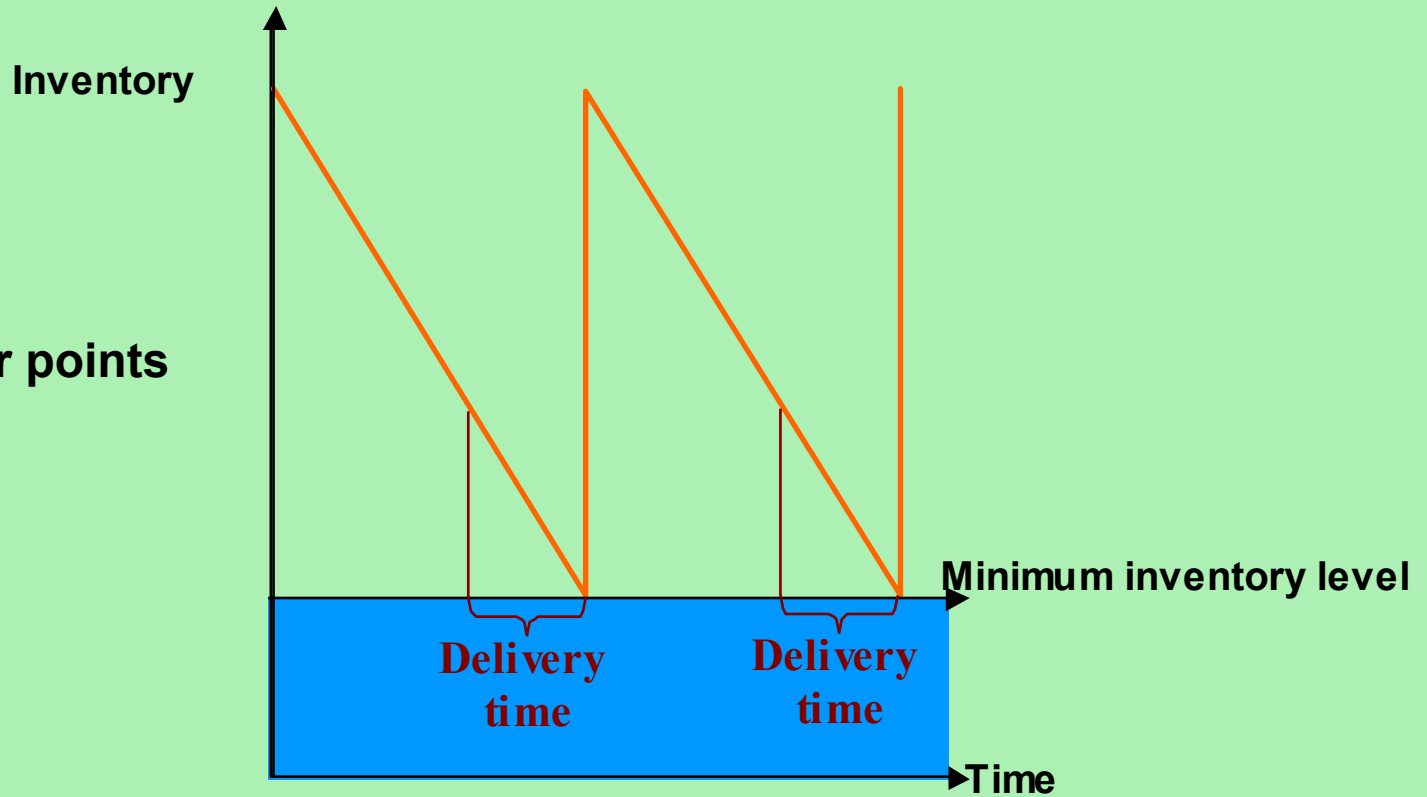 Inventory
r points
Minimum inventory level
Delivery
time
Delivery
time
Time